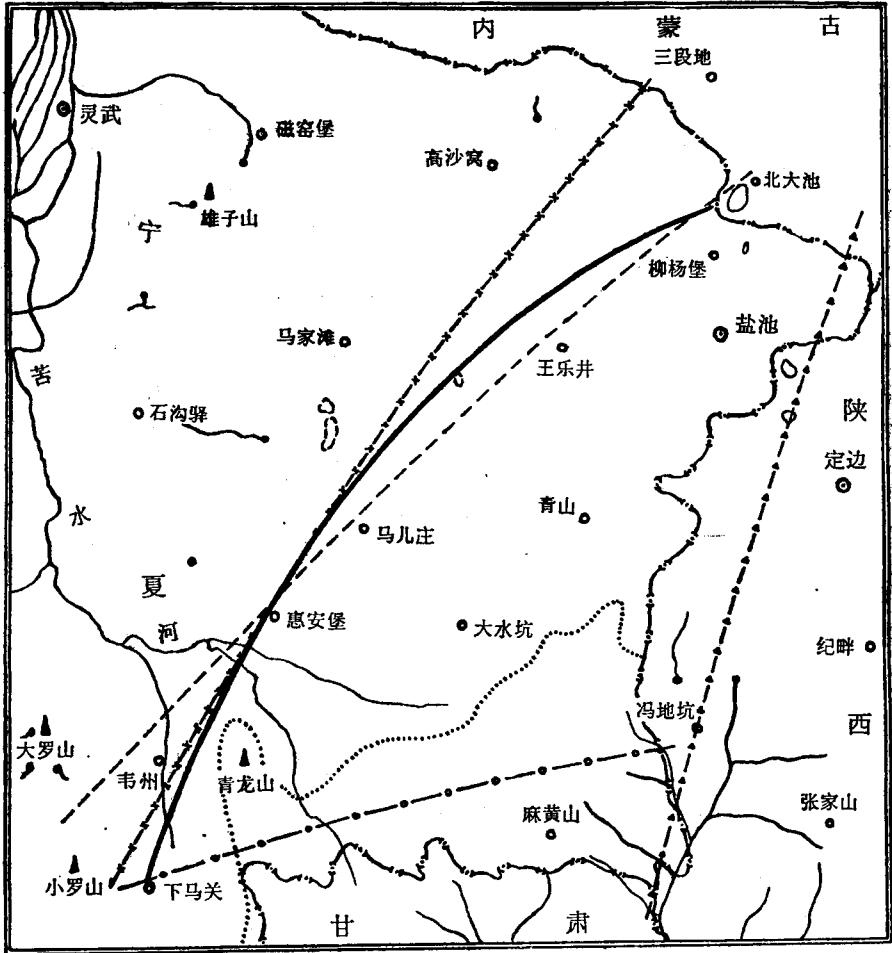 内 蒙 古
三段地
灵武
磁窑堡
高沙窝
北大池
雄子山
宁
柳杨堡
盐池
马家滩
王乐井
苦
石沟驿
陕
定边
水
青山
马儿庄
夏
惠安堡
河
大水坑
纪畔
冯地坑
西
大罗山
韦州
青龙山
张家山
麻黄山
小罗山
下马关
甘 肃